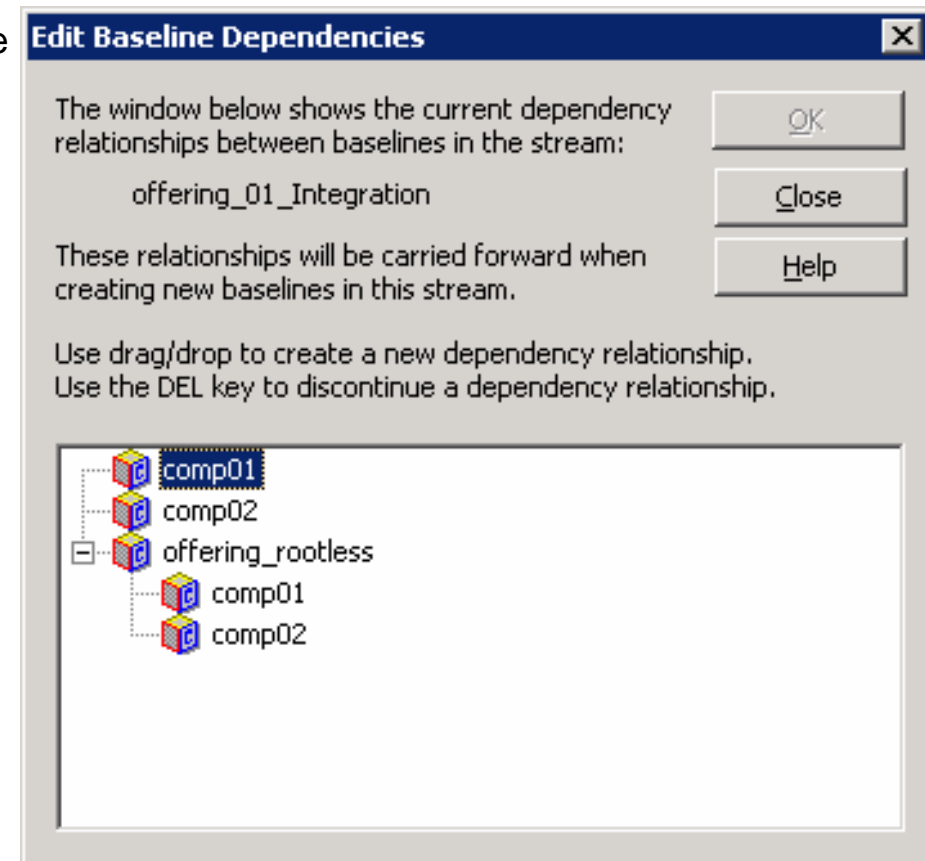 e
Edit Baseline Dependencies
The window below shows the current dependency
relationships between baselines in the stream:
OK
offering_01_Integration
Close
These relationships will be carried forward when
creating new baselines in this stream.
Help
Use drag/drop to create a new dependency relationship.
Use the DEL key to discontinue a dependency relationship.
comp01
comp02
offering_rootless
comp01
comp02